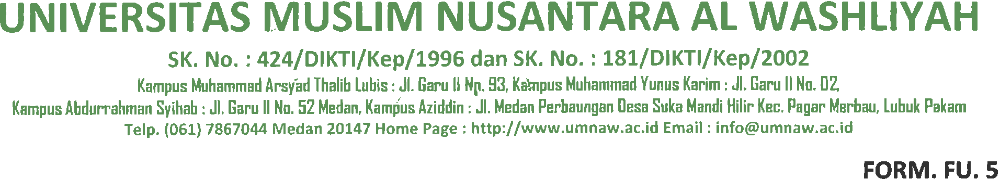 UNIVERSITAS MUSLIM NUSANTARA AL WASHLIYAH
SK. No. : 424/DIKTI/Kep/1996 dan SK. No. : 181/DIKTI/Kep/2002
Kampus Muhammad Arsyad Thalib Lubis : Jl. Garu II No. 93, Kampus Muhammad Yunus Karim : Jl. Garu II No. 02,
Kampus Abdurrahman Syihab : Jl. Garu II No. 52 Medan, Kampus Aziddin : Jl. Medan Perbaungan Desa Suka Mandi Hilir Kec. Pagar Merbau, Lubuk Pakam
Telp. (061) 7867044 Medan 20147 Home Page : http://www.umnaw.ac.id Email : info@umnaw.ac.id
FORM. FU. 5